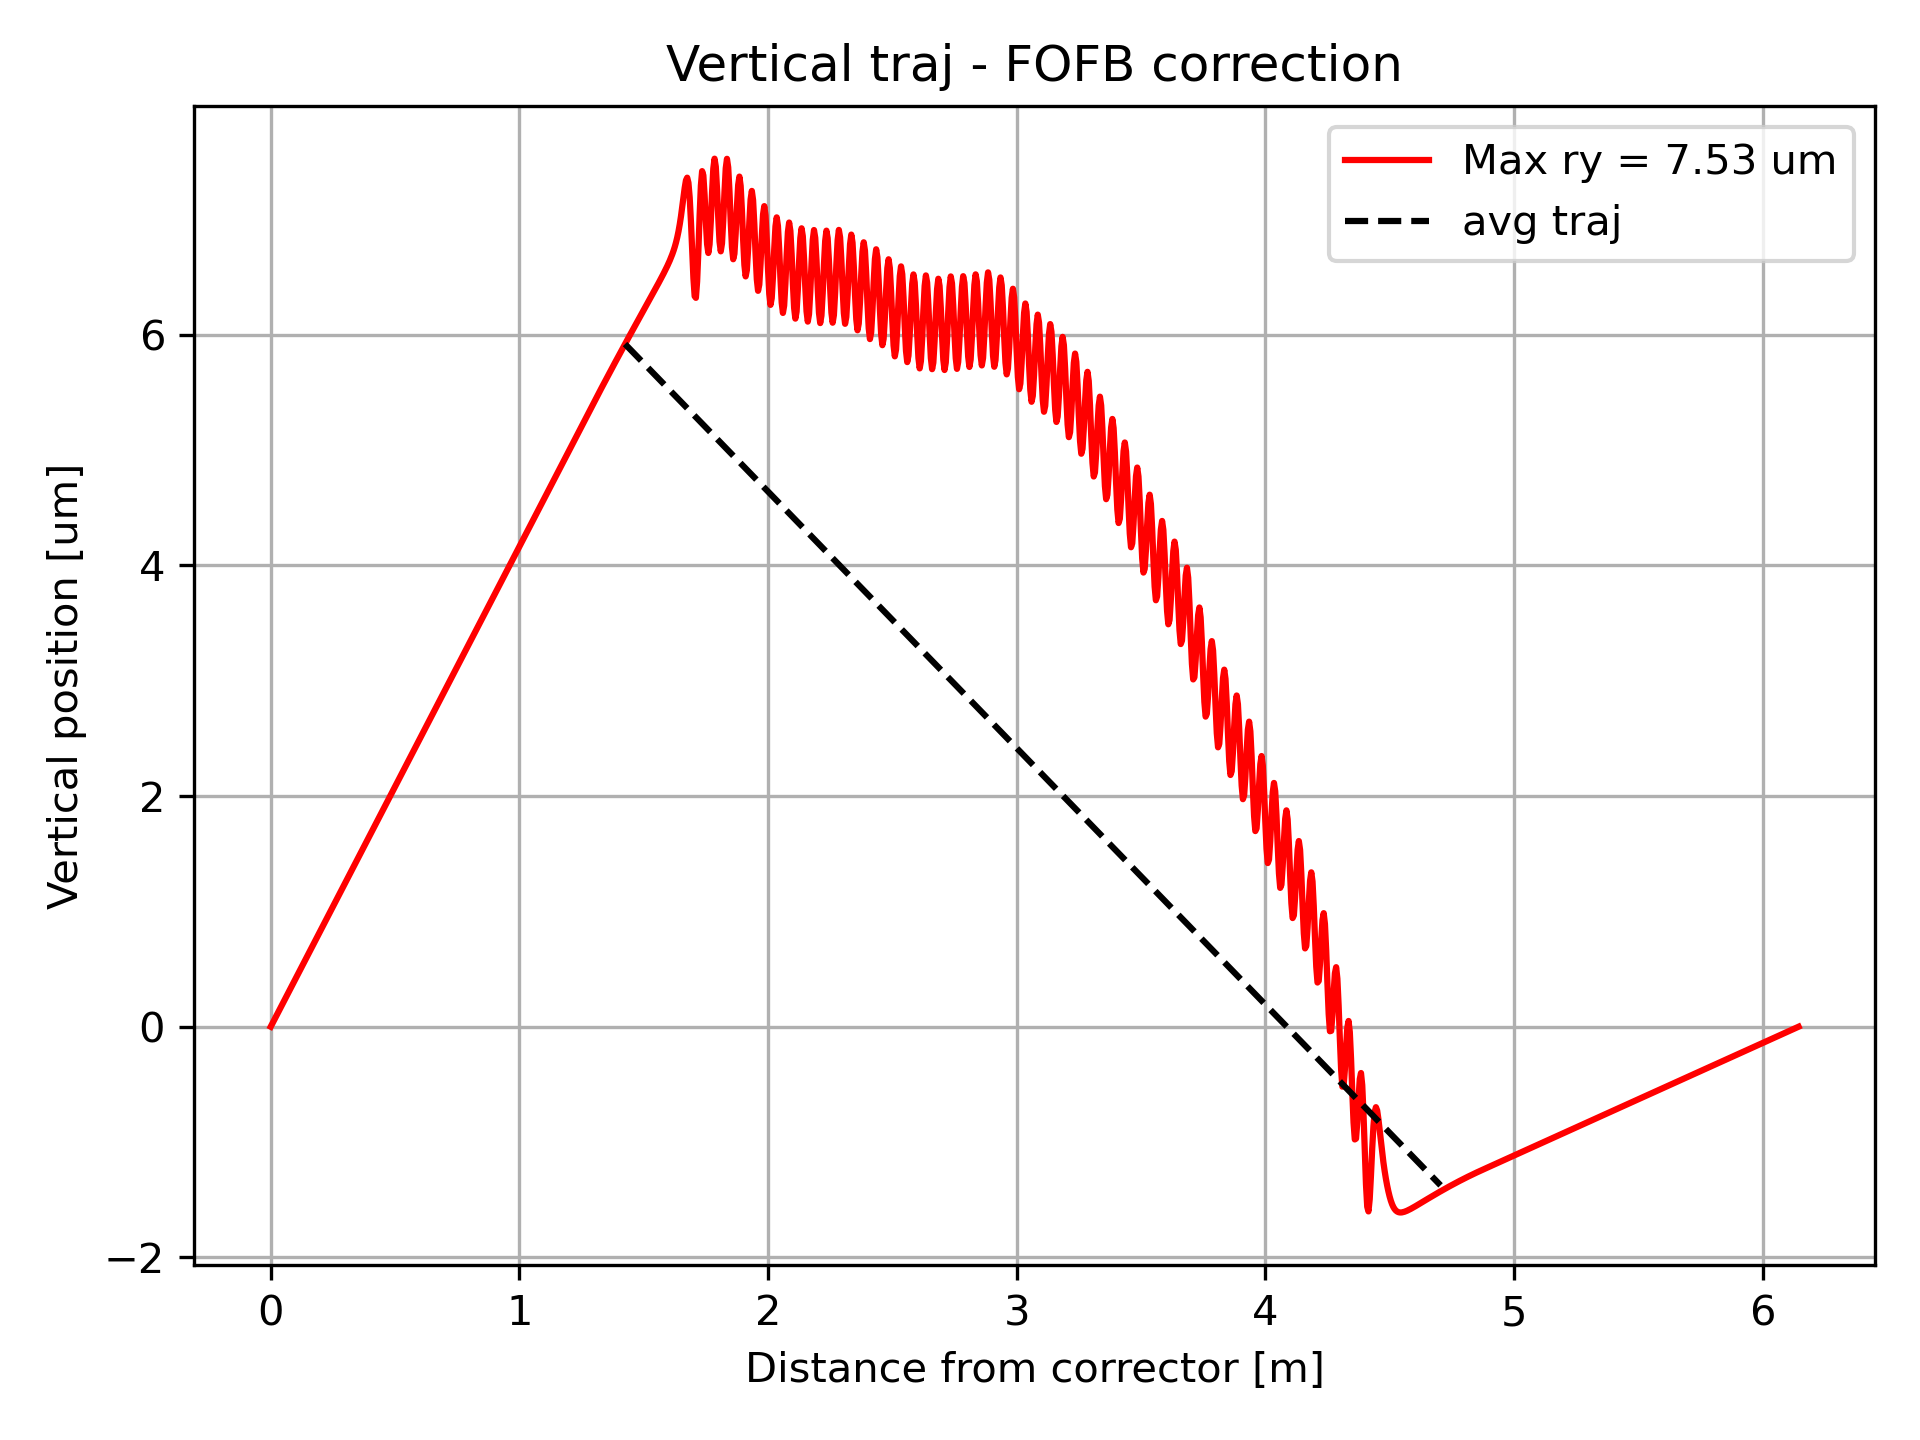 Vertical traj - FOFB correction
Max ry = 7.53 um
avg traj
Vertical position [um]
6
4
2
0
−2
0 1 2 3 4 5 6
Distance from corrector [m]